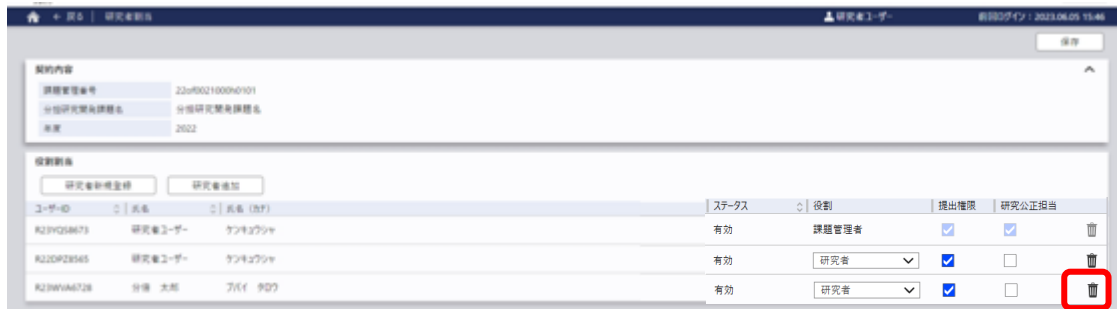 ← 戻る | 研究者割当 研究者ユーザー 前回ログイン : 2023.06.05 15:46
保存
契約内容
課題管理番号 22of0021000h0101
分担研究開発課題名 分担研究開発課題名
年度 2022
役割割当
研究者新規登録 研究者追加
ユーザーID 氏名 氏名 (カナ) ステータス 役割 提出権限 研究公正担当
R23YQS8673 研究者ユーザー ケンキュウシャ 有効 課題管理者
R22DPZ8565 研究者ユーザー ケンキュウシャ 有効 研究者
R23WVA6728 分担 太郎 ブバイ タロウ 有効 研究者